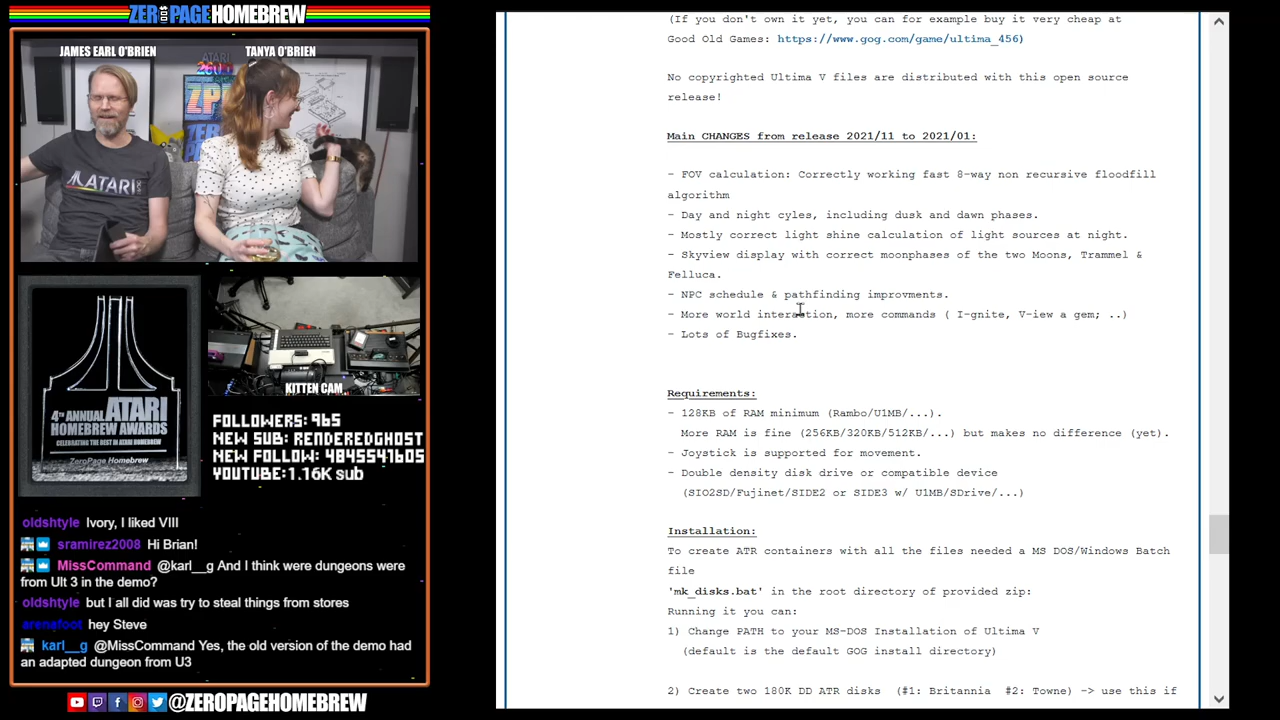 ZERO PAGE HOMEBREW
JAMES EARL O'BRIEN
TANYA O'BRIEN
ATARI
4TH ANNUAL ATARI
HOMEBREW AWARDS
CELEBRATING THE BEST IN ATARI HOMEBREW
ZeroPage Homebrew
KITTEN CAM
FOLLOWERS: 965
NEW SUB: RENDEREDGHOST
NEW FOLLOW: 4845541605
YOUTUBE: 1.16K sub
oldshtyle Ivory, I liked VIII
sramirez2008 Hi Brian!
MissCommand @karl__g And I think were dungeons were
from Ult 3 in the demo?
oldshtyle but I all did was try to steal things from stores
arenafoot hey Steve
karl__g @MissCommand Yes, the old version of the demo had
an adapted dungeon from U3
@ZEROPAGEHOMEBREW
(If you don't own it yet, you can for example buy it very cheap at
Good Old Games: https://www.gog.com/game/ultima_456)
No copyrighted Ultima V files are distributed with this open source
release!
Main CHANGES from release 2021/11 to 2021/01:
- FOV calculation: Correctly working fast 8-way non recursive floodfill
algorithm
- Day and night cyles, including dusk and dawn phases.
- Mostly correct light shine calculation of light sources at night.
- Skyview display with correct moonphases of the two Moons, Trammel &
Felluca.
- NPC schedule & pathfinding improvments.
- More world interaction, more commands ( I-gnite, V-iew a gem; ..)
- Lots of Bugfixes.
Requirements:
- 128KB of RAM minimum (Rambo/U1MB/...).
More RAM is fine (256KB/320KB/512KB/...) but makes no difference (yet).
- Joystick is supported for movement.
- Double density disk drive or compatible device
(SIO2SD/Fujinet/SIDE2 or SIDE3 w/ U1MB/SDrive/...)
Installation:
To create ATR containers with all the files needed a MS DOS/Windows Batch
file
'mk_disks.bat' in the root directory of provided zip:
Running it you can:
1) Change PATH to your MS-DOS Installation of Ultima V
(default is the default GOG install directory)
2) Create two 180K DD ATR disks (#1: Britannia #2: Towne) -> use this if